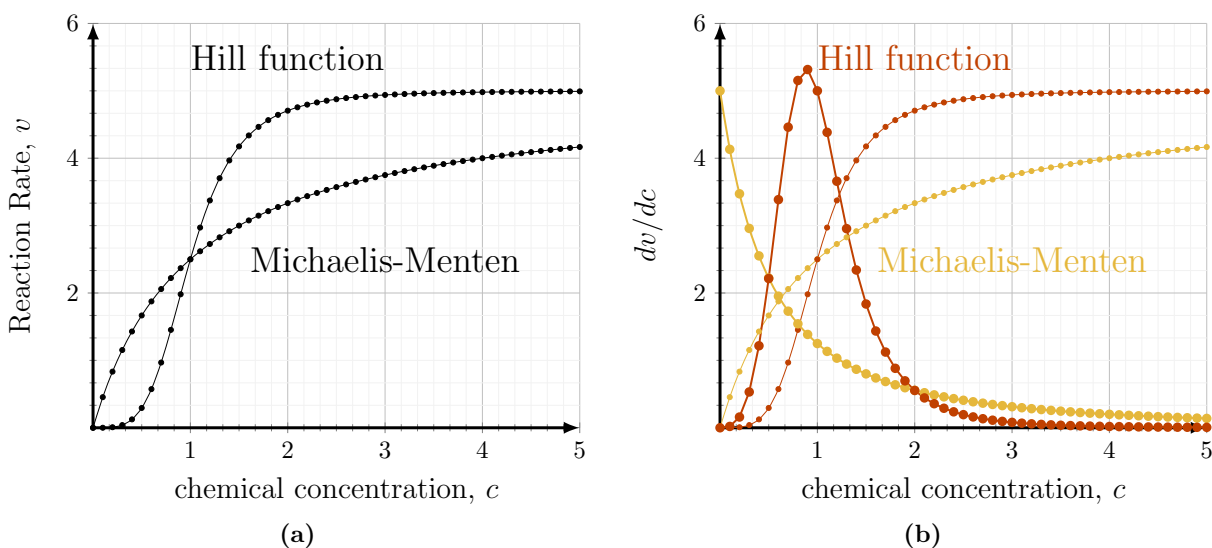 6
4
2
1 2 3 4 5
Reaction Rate, v
Hill function
Michaelis-Menten
chemical concentration, c
(a)
6
4
2
1 2 3 4 5
dv/dc
Hill function
Michaelis-Menten
chemical concentration, c
(b)